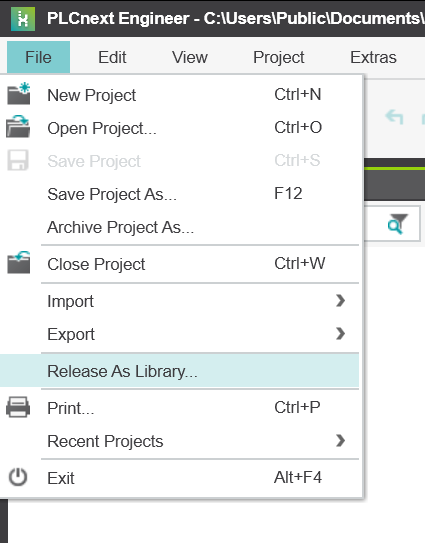 PLCnext Engineer - C:\Users\Public\Documents\
File Edit View Project Extras
New Project Ctrl+N
Open Project... Ctrl+O
Save Project Ctrl+S
Save Project As... F12
Archive Project As...
Close Project Ctrl+W
Import
Export
Release As Library...
Print... Ctrl+P
Recent Projects
Exit Alt+F4